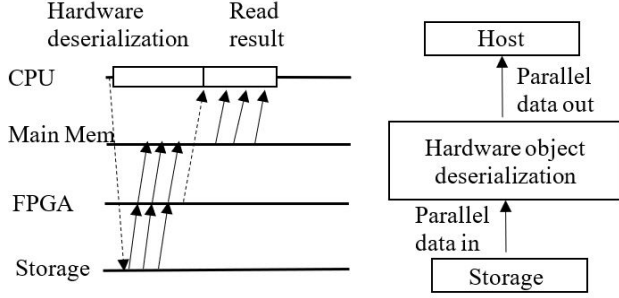 Hardware
deserialization
Read
result
CPU
Main Mem
FPGA
Storage
Host
Parallel
data out
Hardware object
deserialization
Parallel
data in
Storage